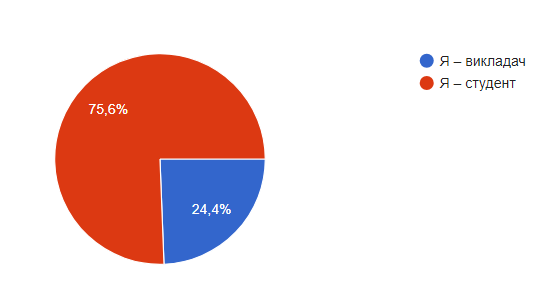 Я – викладач
Я – студент
75,6%
24,4%